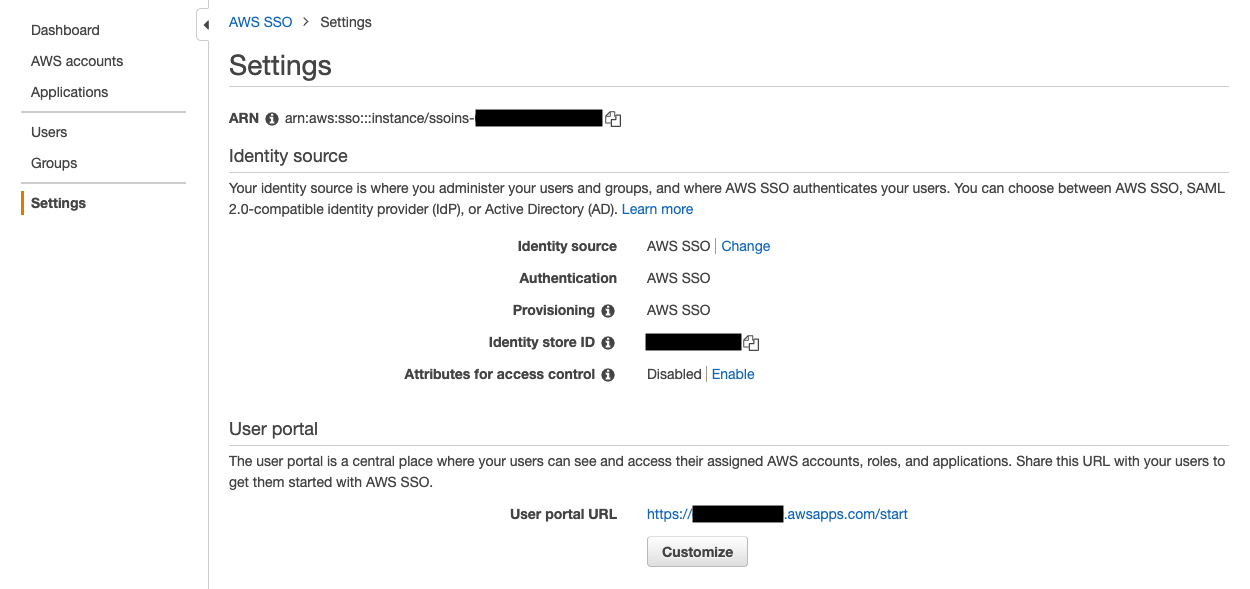 Dashboard
AWS accounts
Applications
Users
Groups
Settings
AWS SSO > Settings
Settings
ARN arn:aws:sso:::instance/ssoins-
Identity source
Your identity source is where you administer your users and groups, and where AWS SSO authenticates your users. You can choose between AWS SSO, SAML
2.0-compatible identity provider (IdP), or Active Directory (AD). Learn more
Identity source AWS SSO | Change
Authentication AWS SSO
Provisioning AWS SSO
Identity store ID
Attributes for access control Disabled | Enable
User portal
The user portal is a central place where your users can see and access their assigned AWS accounts, roles, and applications. Share this URL with your users to
get them started with AWS SSO.
User portal URL https:// .awsapps.com/start
Customize